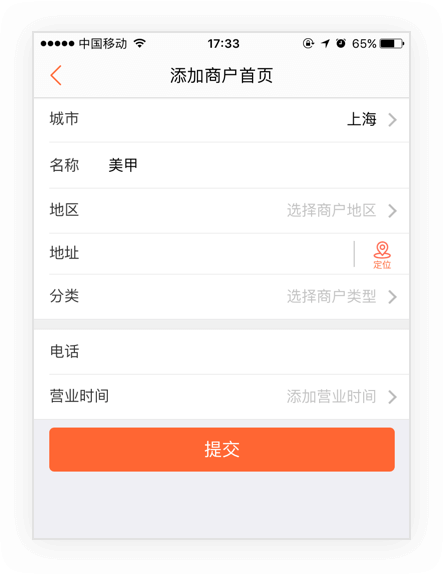 中国移动 17:33 65%
添加商户首页
城市 上海
名称 美甲
地区 选择商户地区
地址 定位
分类 选择商户类型
电话
营业时间 添加营业时间
提交